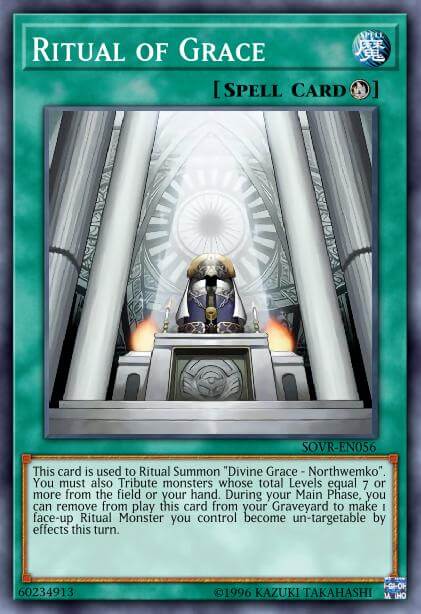 RITUAL OF GRACE
魔
[SPELL CARD]
SOVR-EN056
This card is used to Ritual Summon "Divine Grace - Northwemko".
You must also Tribute monsters whose total Levels equal 7 or
more from the field or your hand. During your Main Phase, you
can remove from play this card from your Graveyard to make 1
face-up Ritual Monster you control become un-targetable by
effects this turn.
60234913
©1996 KAZUKI TAKAHASHI